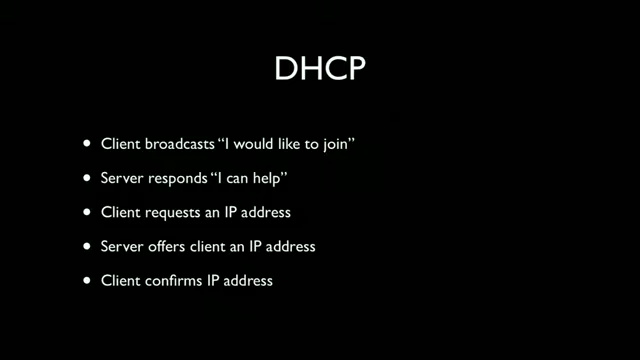 DHCP
• Client broadcasts “I would like to join”
• Server responds “I can help”
• Client requests an IP address
• Server offers client an IP address
• Client confirms IP address